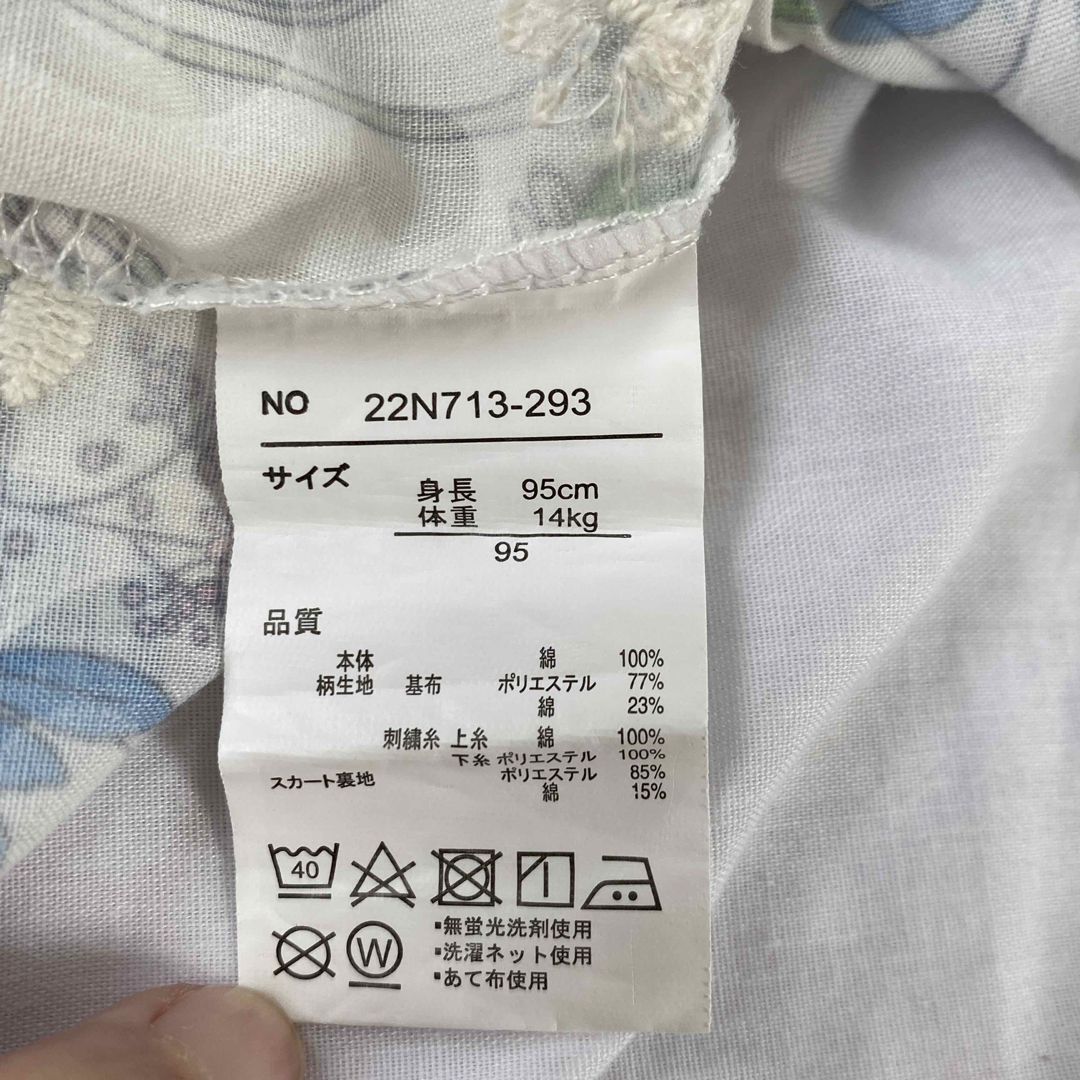 NO 22N713-293
サイズ
身長 95cm
体重 14kg
95
品質
本体 綿 100%
柄生地 基布 ポリエステル 77%
綿 23%
刺繍糸 上糸 綿 100%
下糸 ポリエステル 100%
スカート裏地 ポリエステル 85%
綿 15%
40
W
▪無蛍光洗剤使用
▪洗濯ネット使用
▪あて布使用